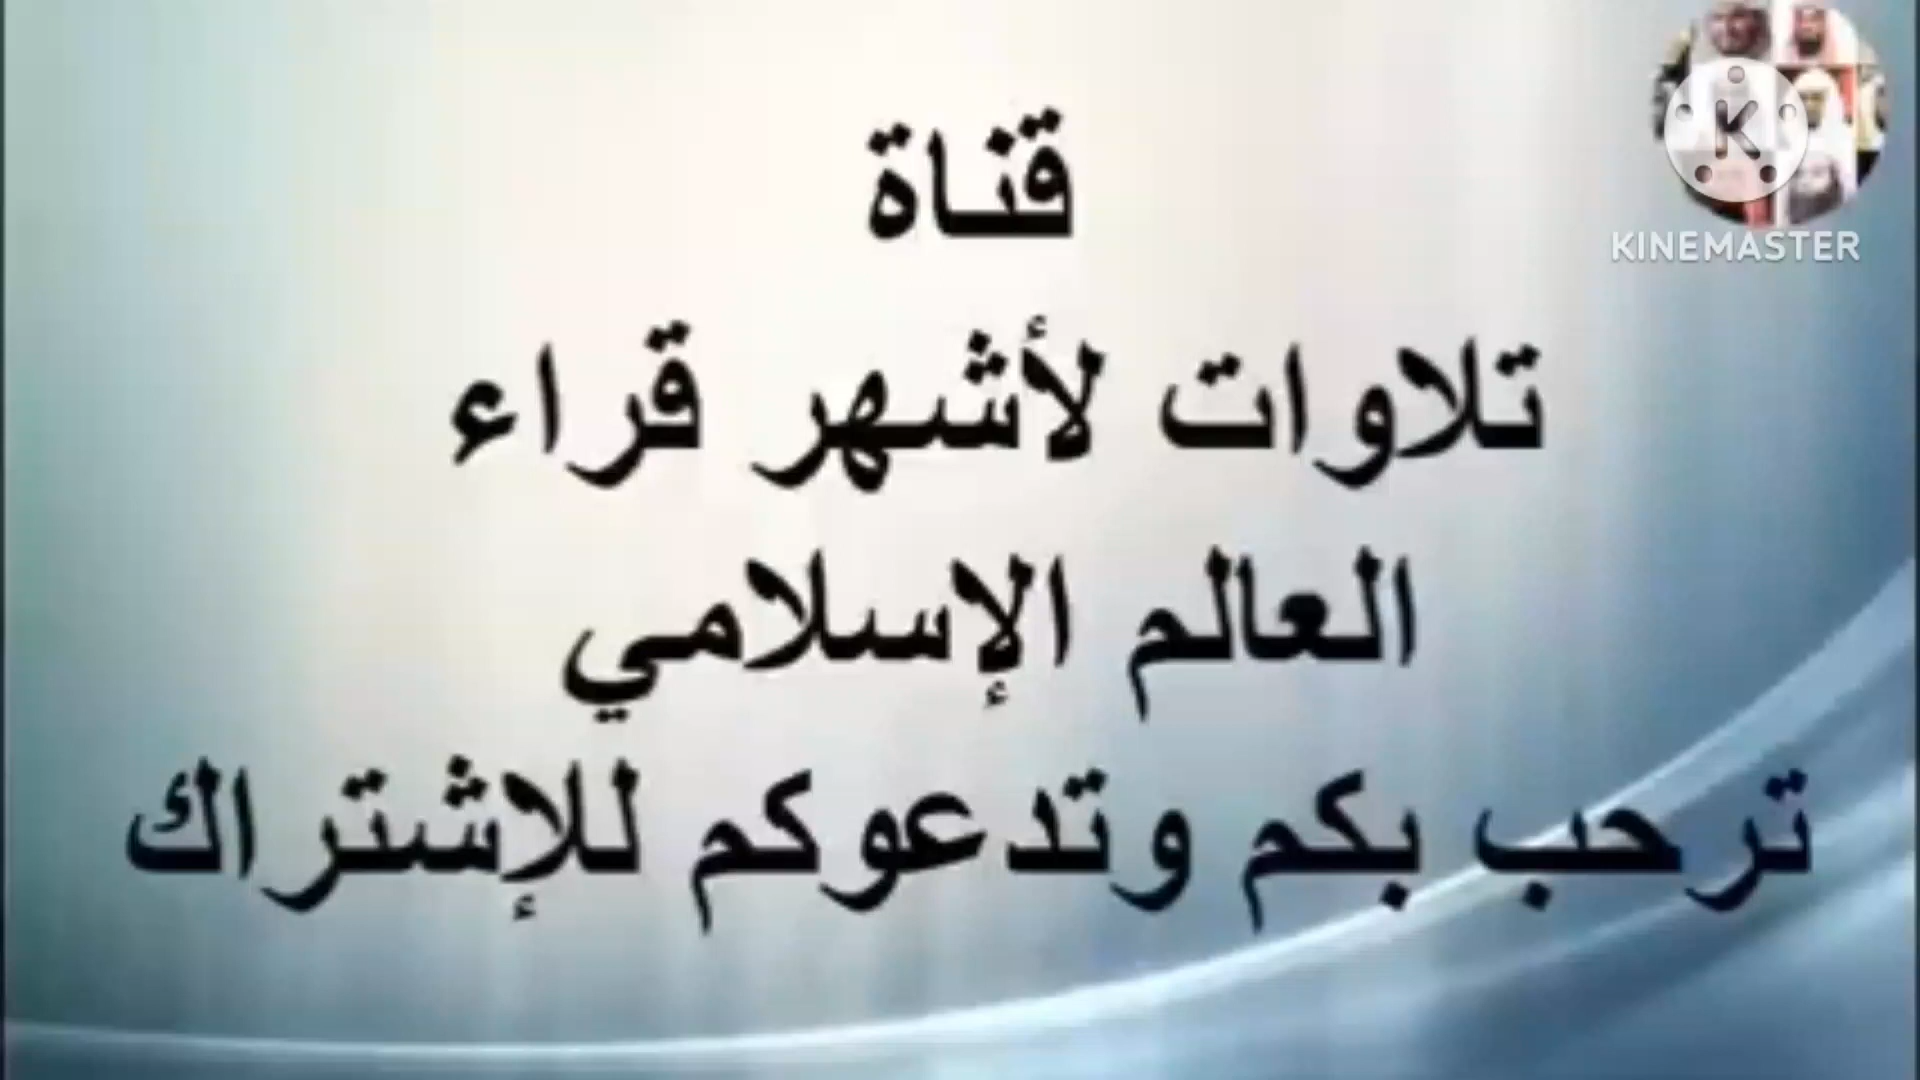 قناة
تلاوات لأشهر قراء
العالم الإسلامي
ترحب بكم وتدعوكم للإشتراك
K
KINEMASTER